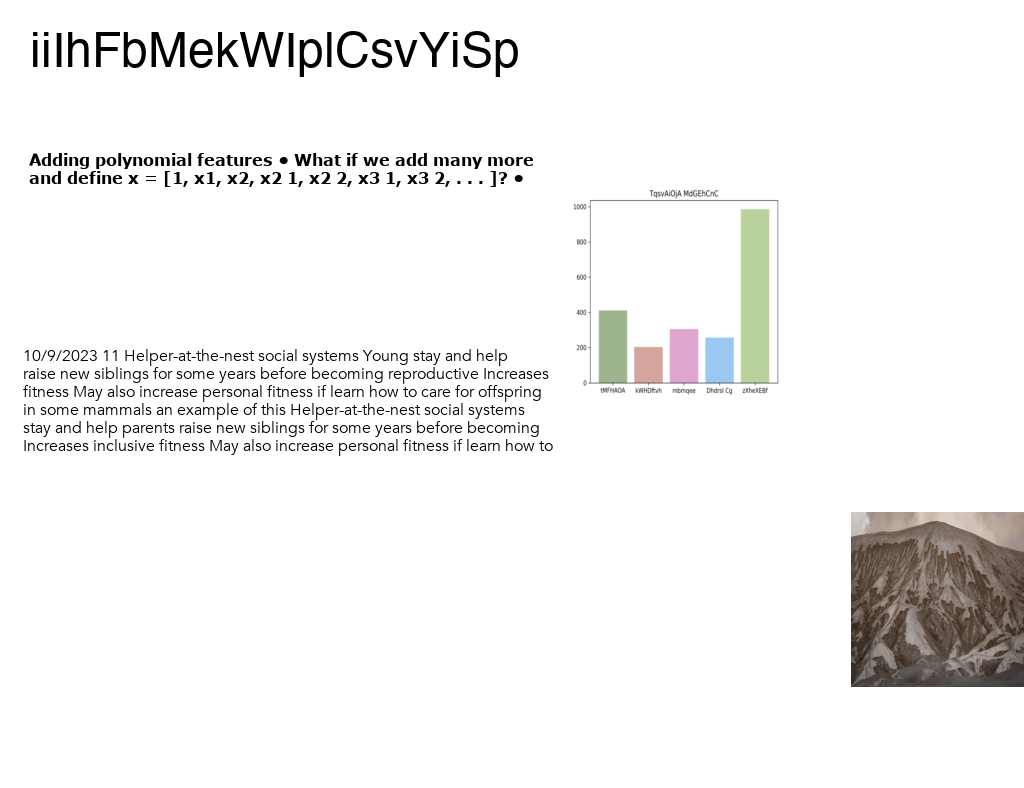 iiIhFbMekWIplCsvYiSp
Adding polynomial features • What if we add many more
and define x = [1, x1, x2, x2 1, x2 2, x3 1, x3 2, . . . ]? •
TqsvAiOjA MdGEhCnC
1000
800
600
400
200
0
tMFHAOA kWHDftvh mbmqee Dhdrsl Cg zXheXEBf
10/9/2023 11 Helper-at-the-nest social systems Young stay and help
raise new siblings for some years before becoming reproductive Increases
fitness May also increase personal fitness if learn how to care for offspring
in some mammals an example of this Helper-at-the-nest social systems
stay and help parents raise new siblings for some years before becoming
Increases inclusive fitness May also increase personal fitness if learn how to